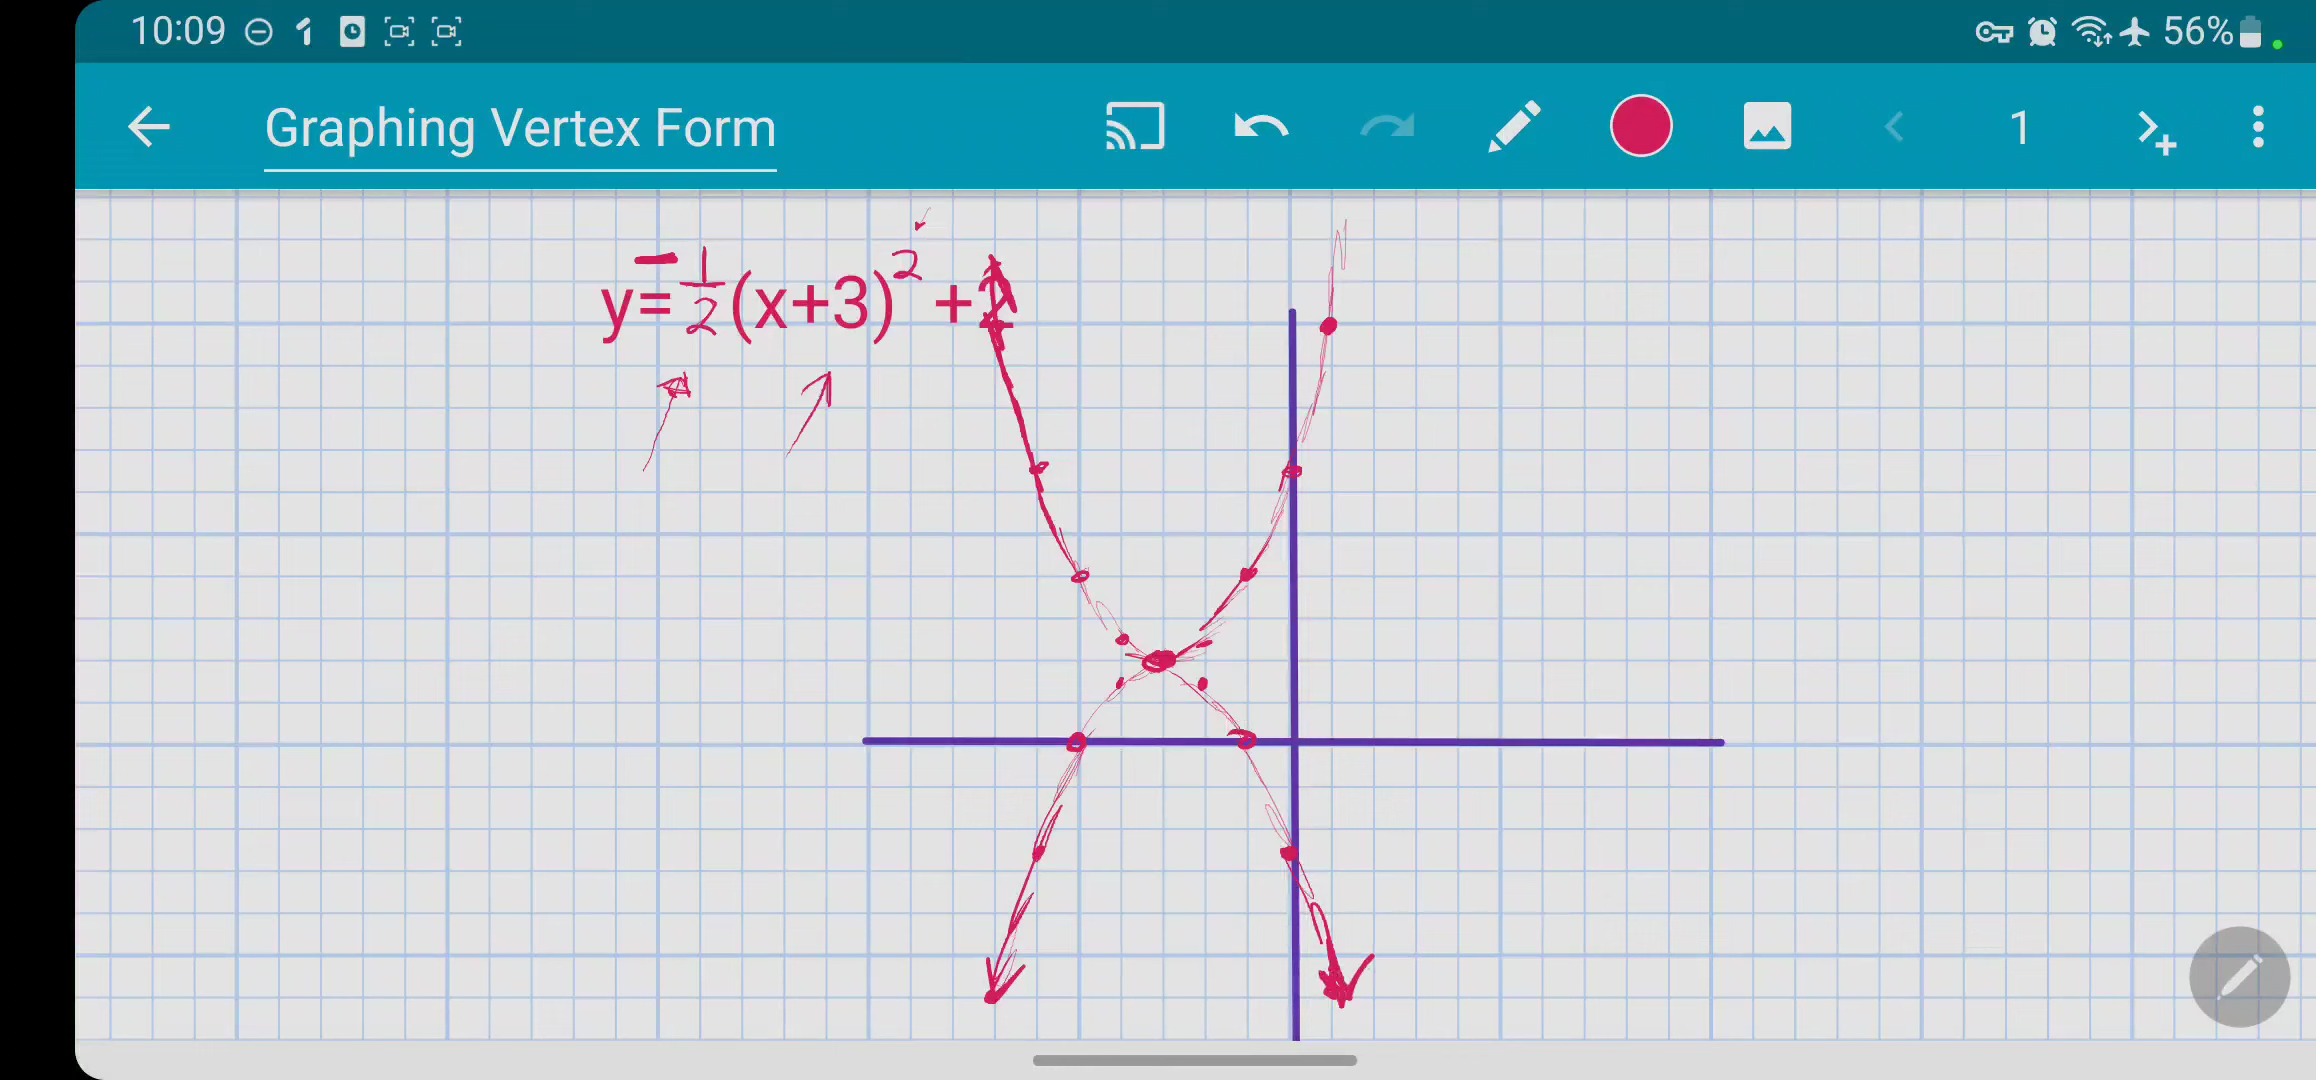 10:09 56%
Graphing Vertex Form 1
y=-1/2(x+3)² +2